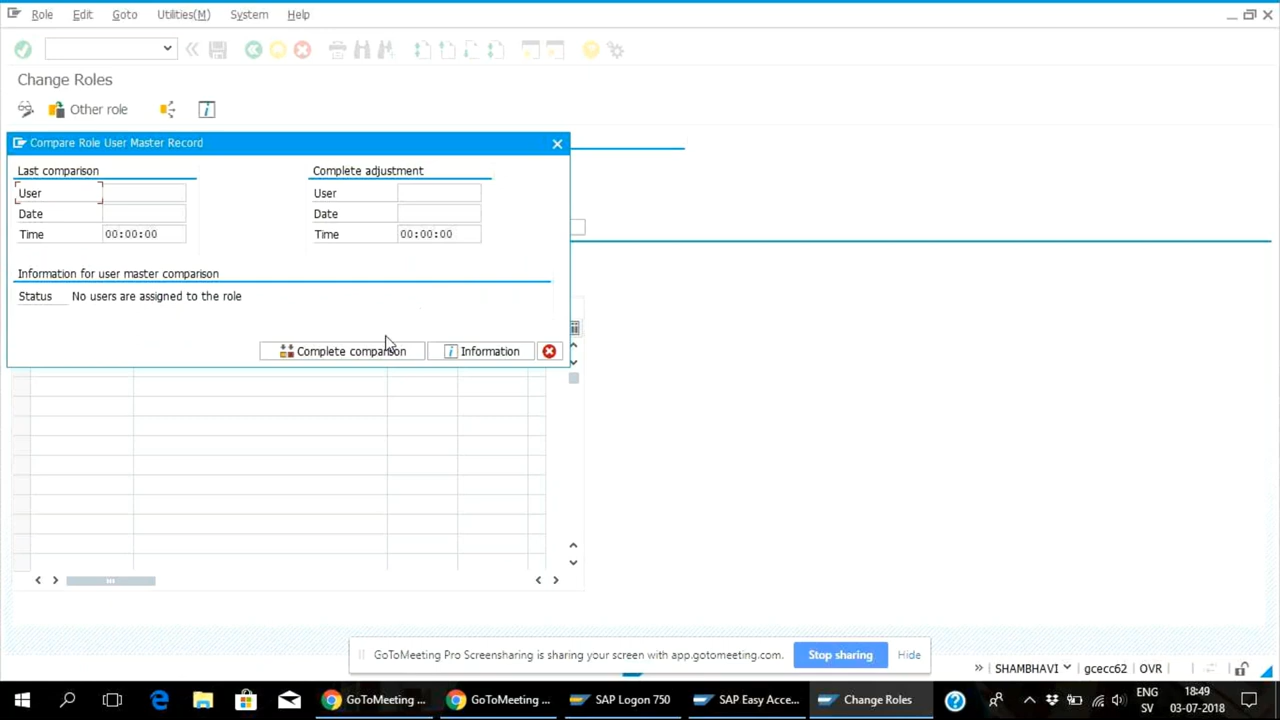 Role Edit Goto Utilities(M) System Help
Change Roles
Other role
Compare Role User Master Record
Last comparison Complete adjustment
User User
Date Date
Time 00:00:00 Time 00:00:00
Information for user master comparison
Status No users are assigned to the role
Complete comparison Information
GoToMeeting Pro Screensharing is sharing your screen with app.gotomeeting.com. Stop sharing Hide
SHAMBHAVI gcecc62 OVR
GoToMeeting ... GoToMeeting ... SAP Logon 750 SAP Easy Acce... Change Roles
ENG 18:49
SV 03-07-2018